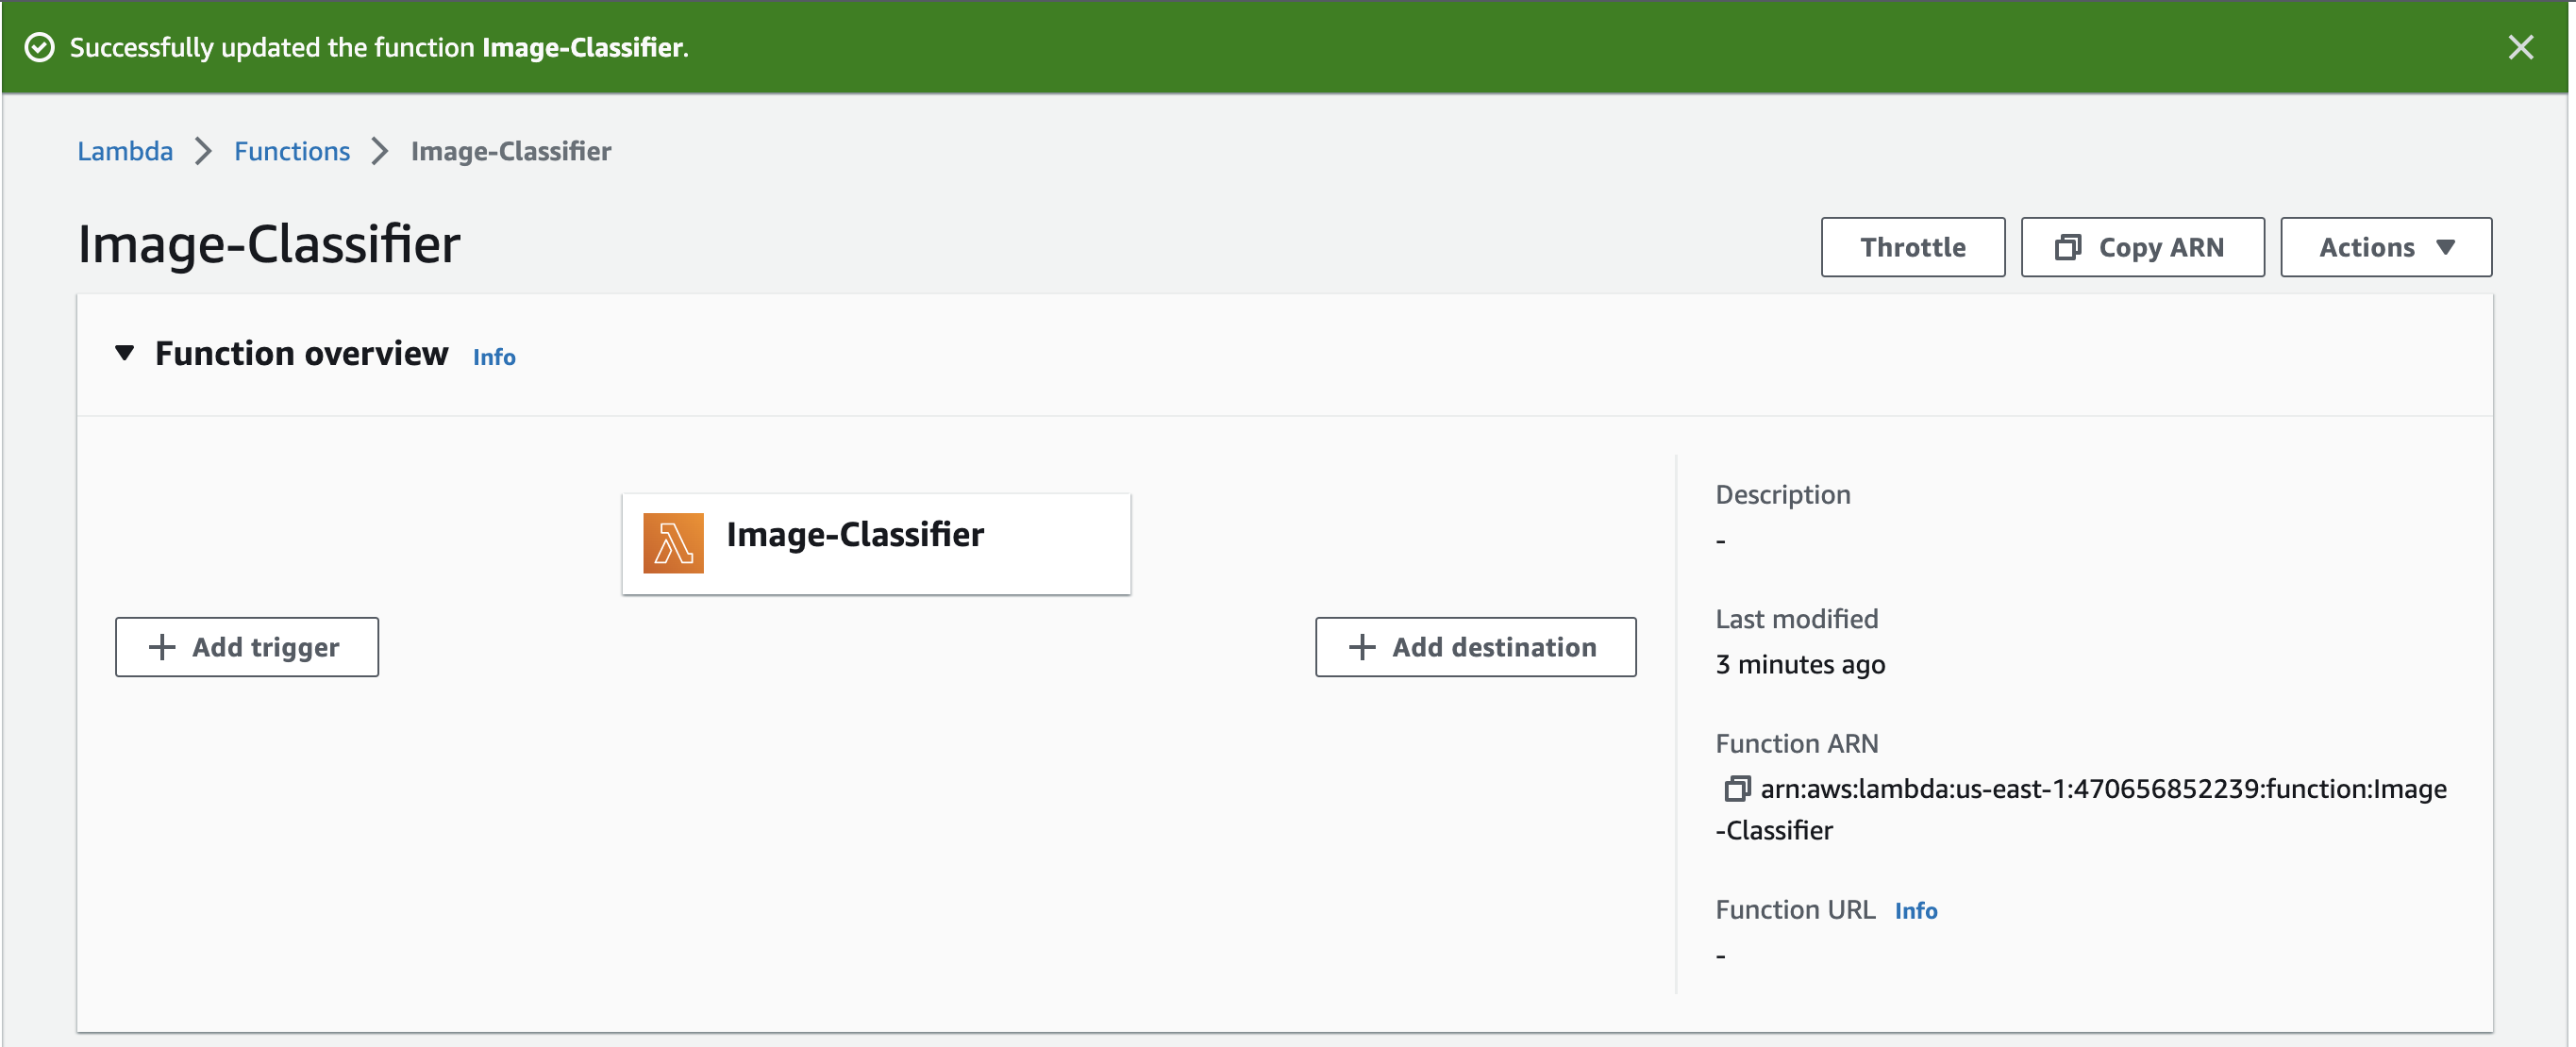 Successfully updated the function Image-Classifier.
Lambda > Functions > Image-Classifier
Image-Classifier
Throttle
Copy ARN
Actions
Function overview Info
Image-Classifier
Add trigger
Add destination
Description
-
Last modified
3 minutes ago
Function ARN
arn:aws:lambda:us-east-1:470656852239:function:Image
-Classifier
Function URL Info
-